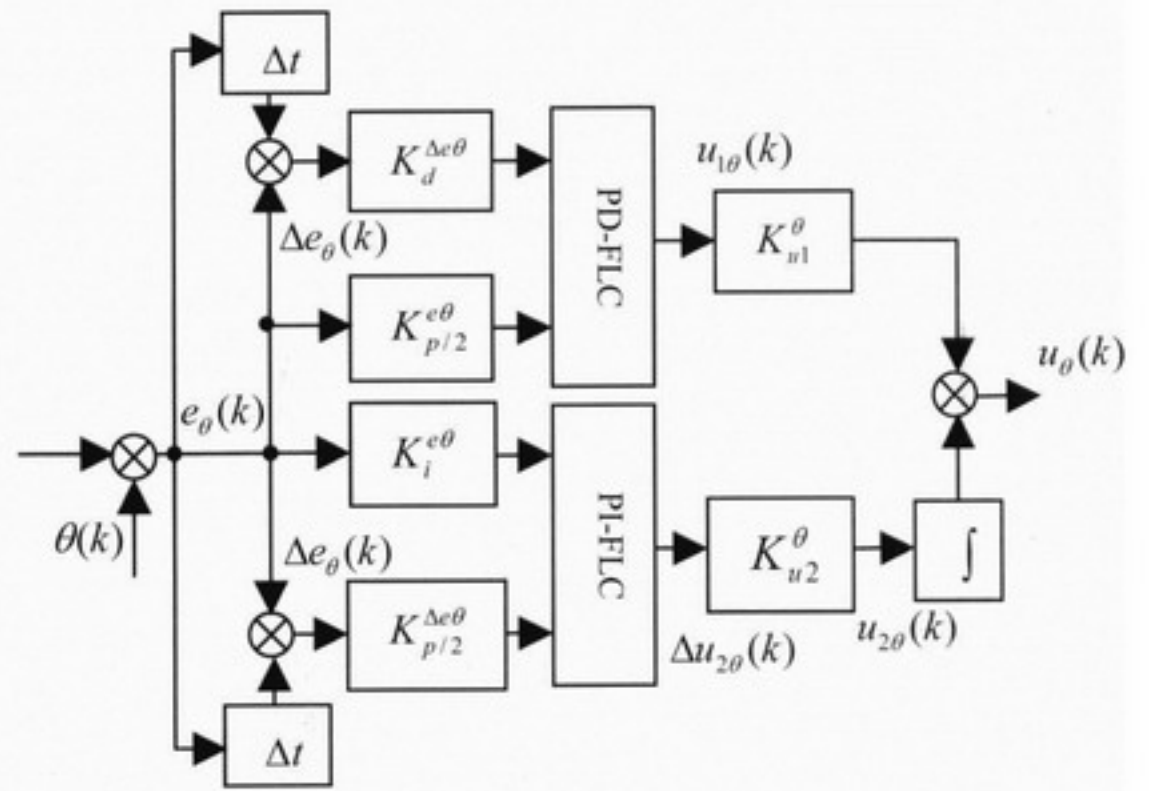 Δt
K_d^{Δeθ}
u_{1θ}(k)
PD-FLC
K_{u1}^{θ}
Δe_θ(k)
K_{p/2}^{eθ}
u_θ(k)
e_θ(k)
K_i^{eθ}
PI-FLC
θ(k)
Δe_θ(k)
K_{u2}^{θ}
∫
K_{p/2}^{Δeθ}
Δu_{2θ}(k)
u_{2θ}(k)
Δt